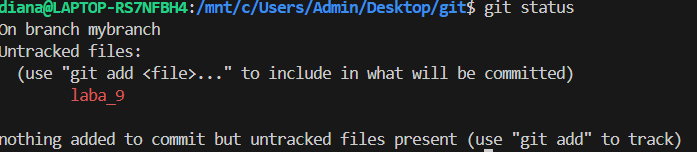 diana@LAPTOP-RS7NFBH4:/mnt/c/Users/Admin/Desktop/git$ git status
On branch mybranch
Untracked files:
  (use "git add <file>..." to include in what will be committed)
        laba_9

nothing added to commit but untracked files present (use "git add" to track)